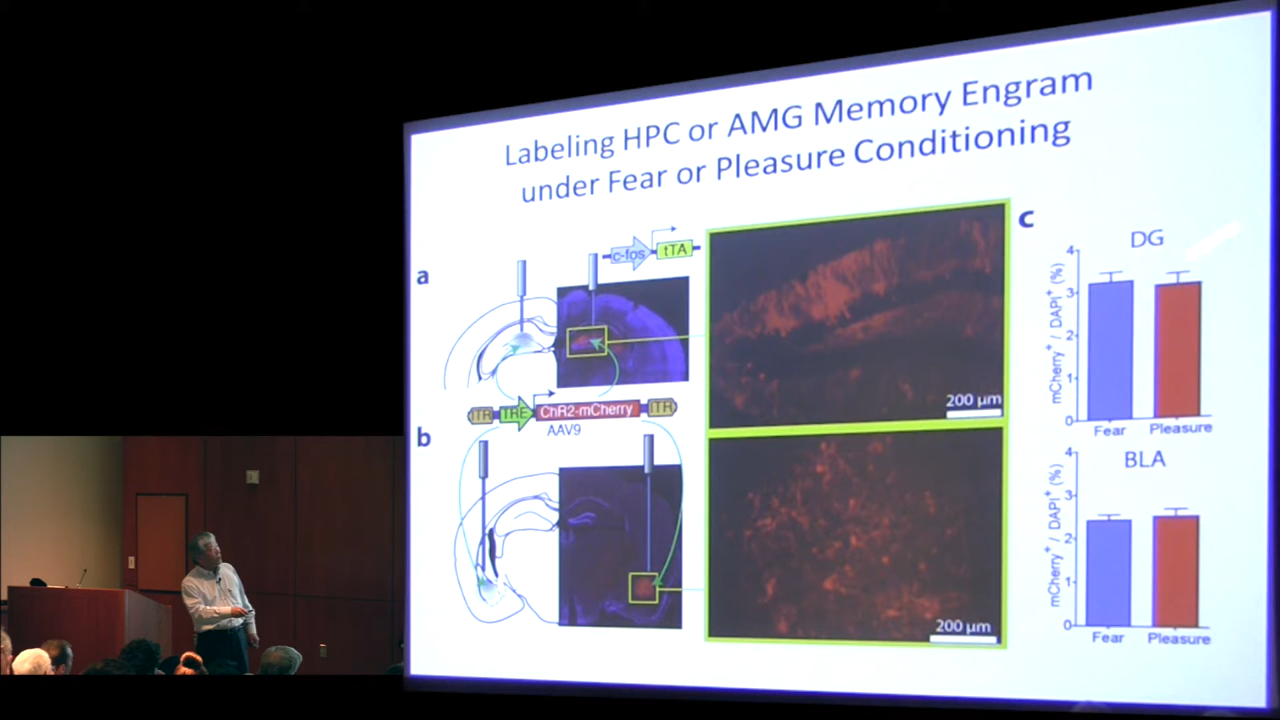 Labeling HPC or AMG Memory Engram
under Fear or Pleasure Conditioning
a
c-fos
tTA
200 µm
ITR
TRE
ChR2-mCherry
ITR
AAV9
b
200 µm
c
DG
mCherry⁺ / DAPI⁺ (%)
4
3
2
1
0
Fear
Pleasure
BLA
mCherry⁺ / DAPI⁺ (%)
4
3
2
1
0
Fear
Pleasure